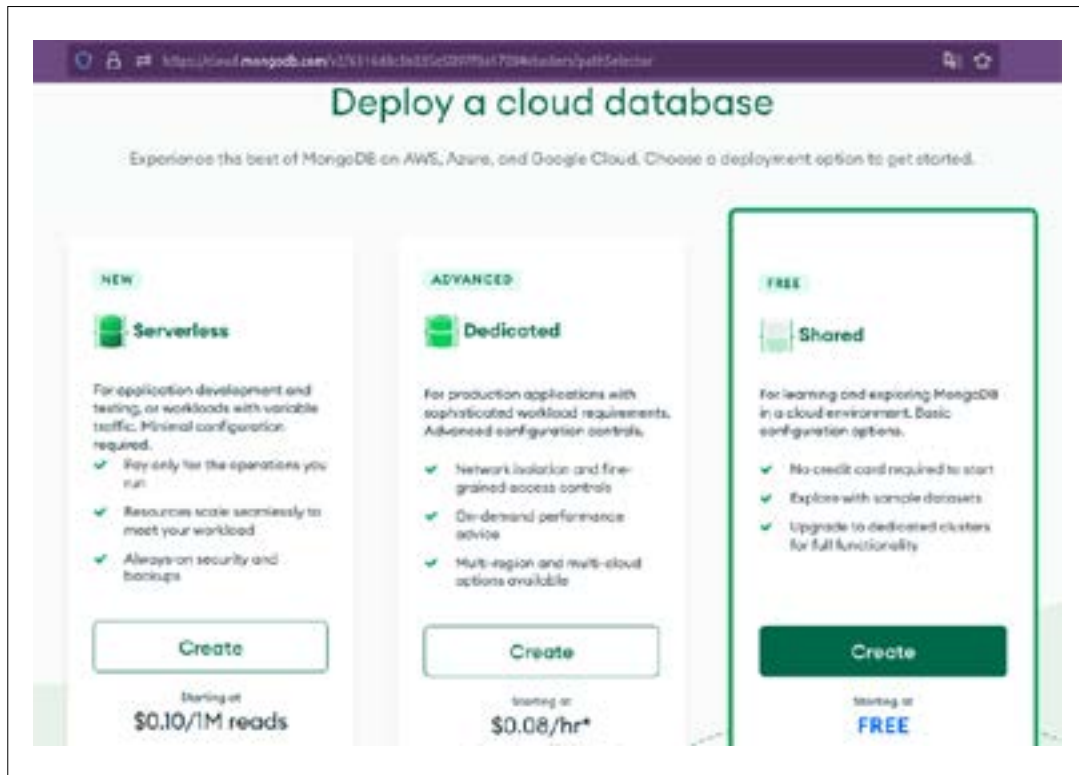 cloud.mongodb.com
Deploy a cloud database
Experience the best of MongoDB on AWS, Azure, and Google Cloud. Choose a deployment option to get started.
NEW
Serverless
For application development and
testing, or workloads with variable
traffic. Minimal configuration
required.
Pay only for the operations you
run
Resources scale seamlessly to
meet your workload
Always-on security and
backups
Create
Starting at
$0.10/1M reads
ADVANCED
Dedicated
For production applications with
sophisticated workload requirements.
Advanced configuration controls.
Network isolation and fine-
grained access controls
On-demand performance
advice
Multi-region and multi-cloud
options available
Create
Starting at
$0.08/hr*
FREE
Shared
For learning and exploring MongoDB
in a cloud environment. Basic
configuration options.
No credit card required to start
Explore with sample datasets
Upgrade to dedicated clusters
for full functionality
Create
Starting at
FREE